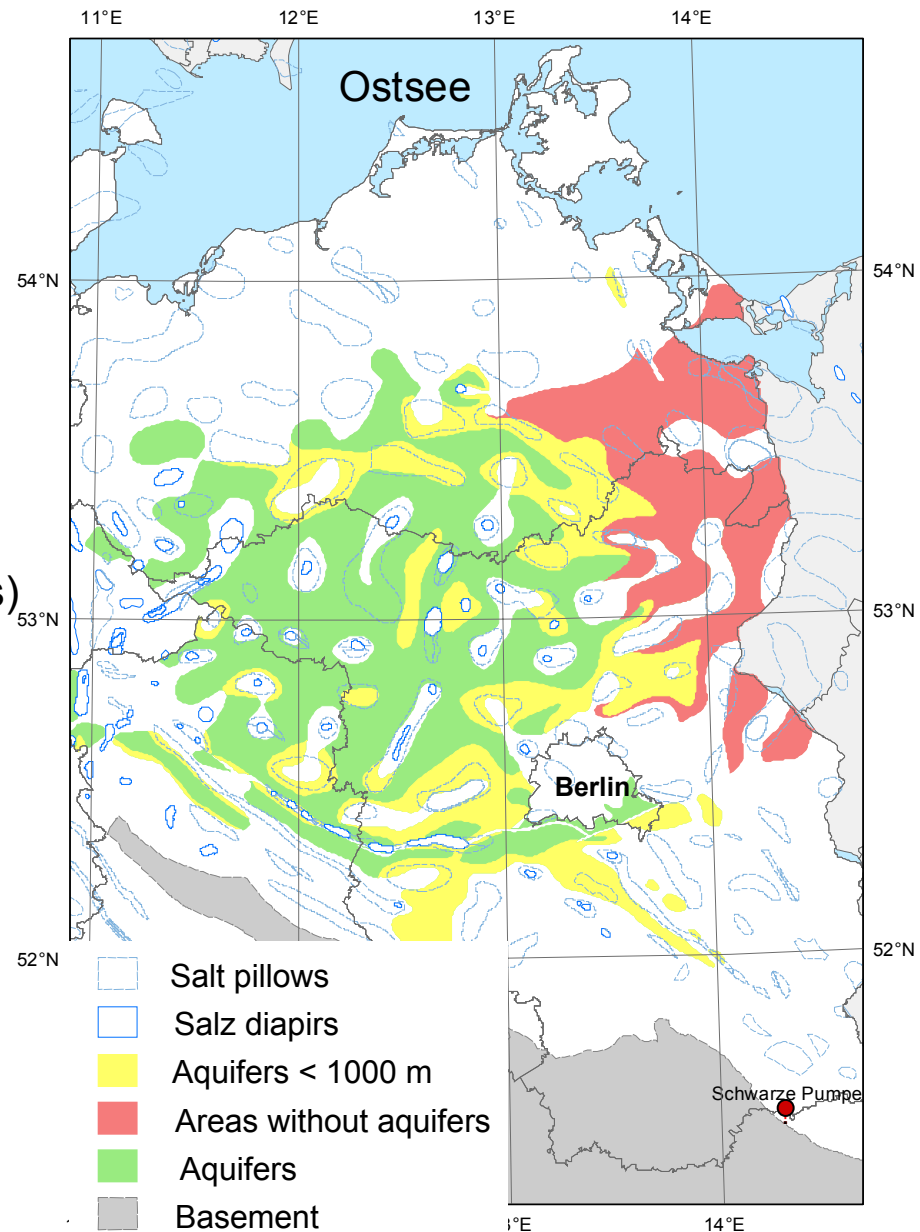 11°E 12°E 13°E 14°E
Ostsee
54°N 54°N
s)
53°N 53°N
Berlin
52°N 52°N
Salt pillows
Salz diapirs
Aquifers < 1000 m
Areas without aquifers
Schwarze Pumpe
Aquifers
Basement
3°E 14°E